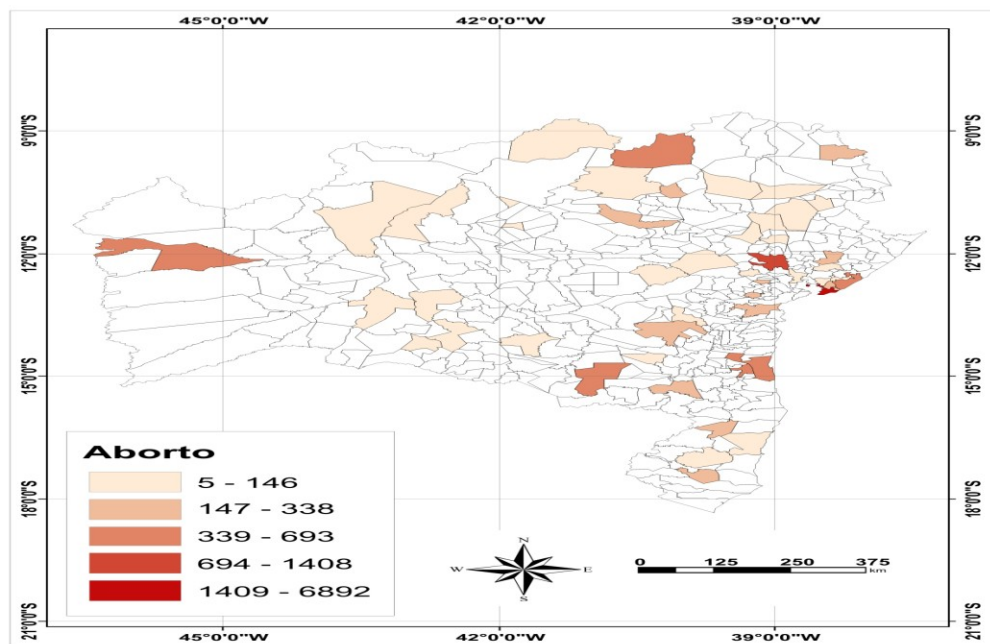 45°0'0"W 42°0'0"W 39°0'0"W
9°0'0"S 9°0'0"S
12°0'0"S 12°0'0"S
15°0'0"S 15°0'0"S
Aborto
5 - 146
147 - 338
18°0'0"S 18°0'0"S
339 - 693
694 - 1408
1409 - 6892
N
W E
S
0 125 250 375
km
21°0'0"S 21°0'0"S
45°0'0"W 42°0'0"W 39°0'0"W